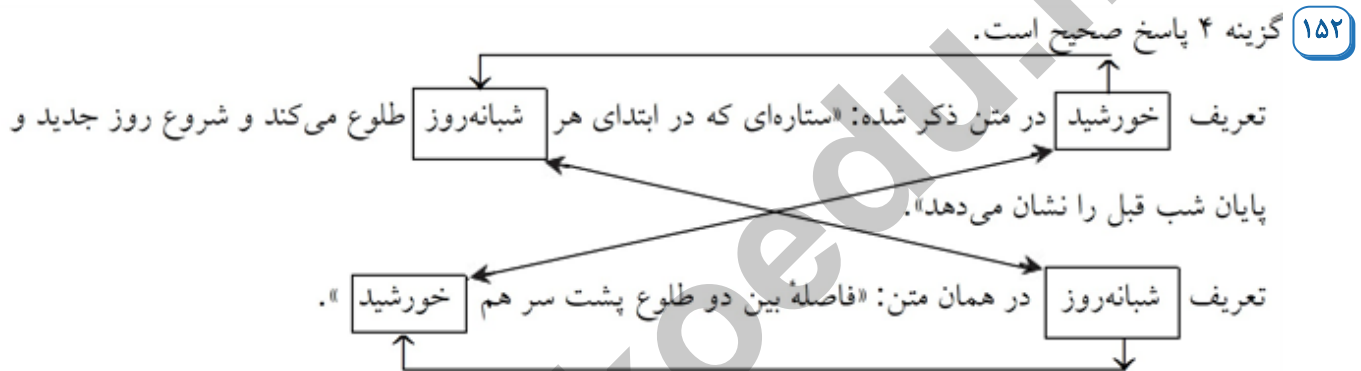 ۱۵۲ گزینه ۴ پاسخ صحیح است.
تعریف خورشید در متن ذکر شده: «ستاره‌ای که در ابتدای هر شبانه‌روز طلوع می‌کند و شروع روز جدید و
پایان شب قبل را نشان می‌دهد».
تعریف شبانه‌روز در همان متن: «فاصلهٔ بین دو طلوع پشت سر هم خورشید».
koedu.